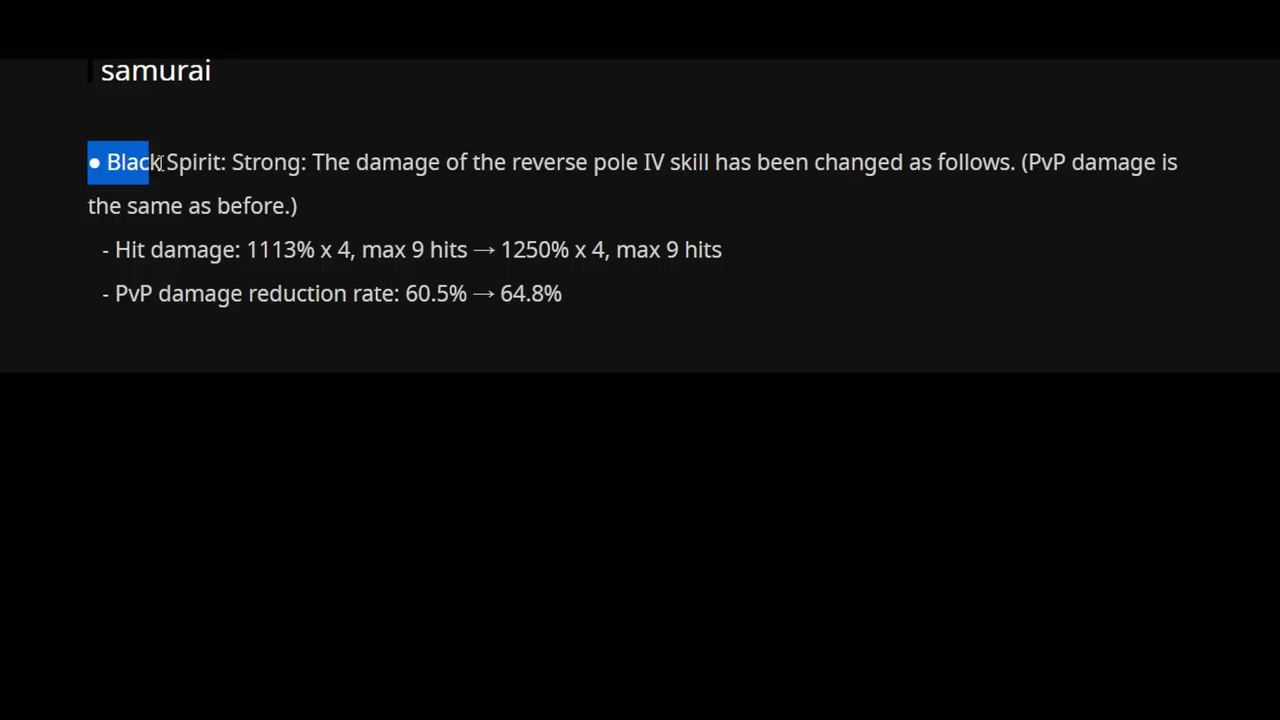 samurai
● Black Spirit: Strong: The damage of the reverse pole IV skill has been changed as follows. (PvP damage is
the same as before.)
- Hit damage: 1113% x 4, max 9 hits → 1250% x 4, max 9 hits
- PvP damage reduction rate: 60.5% → 64.8%